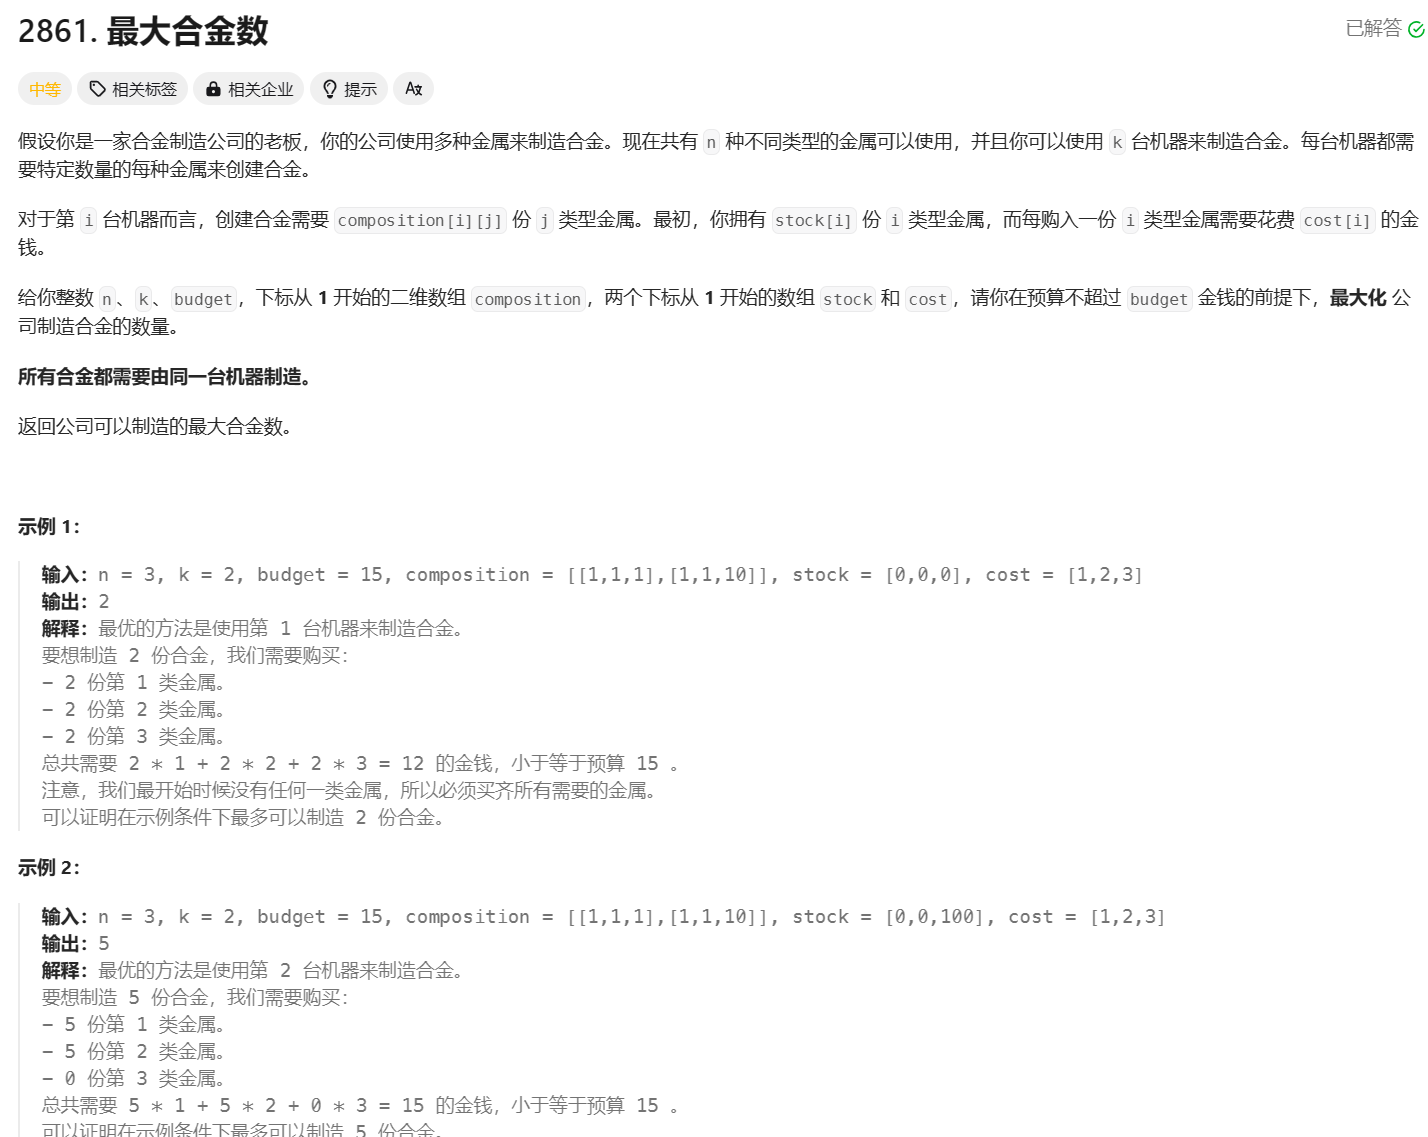 2861. 最大合金数
已解答
中等 相关标签 相关企业 提示
假设你是一家合金制造公司的老板，你的公司使用多种金属来制造合金。现在共有 n 种不同类型的金属可以使用，并且你可以使用 k 台机器来制造合金。每台机器都需
要特定数量的每种金属来创建合金。
对于第 i 台机器而言，创建合金需要 composition[i][j] 份 j 类型金属。最初，你拥有 stock[i] 份 i 类型金属，而每购入一份 i 类型金属需要花费 cost[i] 的金
钱。
给你整数 n、k、budget，下标从 1 开始的二维数组 composition，两个下标从 1 开始的数组 stock 和 cost，请你在预算不超过 budget 金钱的前提下，最大化 公
司制造合金的数量。
所有合金都需要由同一台机器制造。
返回公司可以制造的最大合金数。
示例 1：
输入：n = 3, k = 2, budget = 15, composition = [[1,1,1],[1,1,10]], stock = [0,0,0], cost = [1,2,3]
输出：2
解释：最优的方法是使用第 1 台机器来制造合金。
要想制造 2 份合金，我们需要购买：
- 2 份第 1 类金属。
- 2 份第 2 类金属。
- 2 份第 3 类金属。
总共需要 2 * 1 + 2 * 2 + 2 * 3 = 12 的金钱，小于等于预算 15 。
注意，我们最开始时候没有任何一类金属，所以必须买齐所有需要的金属。
可以证明在示例条件下最多可以制造 2 份合金。
示例 2：
输入：n = 3, k = 2, budget = 15, composition = [[1,1,1],[1,1,10]], stock = [0,0,100], cost = [1,2,3]
输出：5
解释：最优的方法是使用第 2 台机器来制造合金。
要想制造 5 份合金，我们需要购买：
- 5 份第 1 类金属。
- 5 份第 2 类金属。
- 0 份第 3 类金属。
总共需要 5 * 1 + 5 * 2 + 0 * 3 = 15 的金钱，小于等于预算 15 。
可以证明在示例条件下最多可以制造 5 份合金。